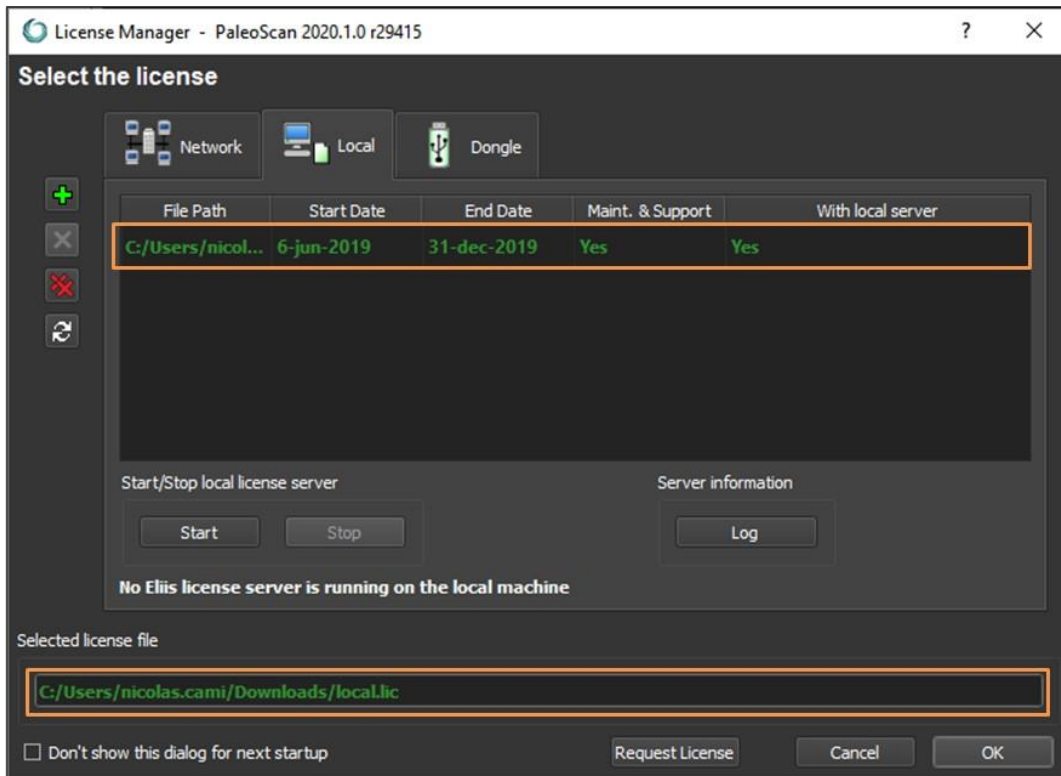 License Manager - PaleoScan 2020.1.0 r29415 ?
Select the license
Network Local Dongle
File Path Start Date End Date Maint. & Support With local server
C:/Users/nicol... 6-jun-2019 31-dec-2019 Yes Yes
Start/Stop local license server Server information
Start Stop Log
No Eliis license server is running on the local machine
Selected license file
C:/Users/nicolas.cami/Downloads/local.lic
Don't show this dialog for next startup Request License Cancel OK